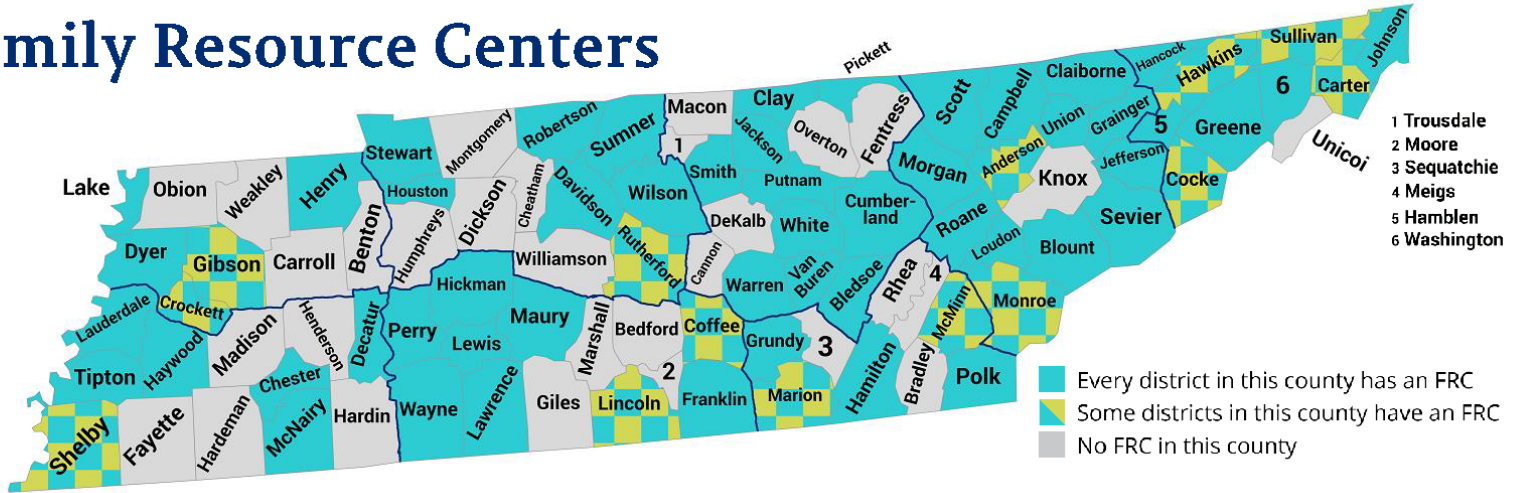 mily Resource Centers
Pickett
Hancock
Hawkins
Sullivan
Johnson
Carter
6
Macon
Clay
Scott
Campbell
Claiborne
Union
Grainger
5
Greene
Unicoi
Montgomery
Robertson
Sumner
1
Jackson
Overton
Fentress
Stewart
Smith
Putnam
Morgan
Anderson
Knox
Jefferson
Cocke
Lake
Obion
Weakley
Henry
Houston
Dickson
Cheatham
Davidson
Wilson
DeKalb
White
Cumber-
land
Roane
Loudon
Blount
Sevier
Dyer
Gibson
Carroll
Benton
Humphreys
Williamson
Rutherford
Cannon
Warren
Van
Buren
Bledsoe
Rhea
4
McMinn
Monroe
Lauderdale
Crockett
Madison
Henderson
Decatur
Perry
Hickman
Lewis
Maury
Marshall
Bedford
Coffee
Grundy
3
Hamilton
Bradley
Polk
Tipton
Haywood
Chester
McNairy
Hardin
Wayne
Lawrence
Giles
2
Lincoln
Franklin
Marion
Shelby
Fayette
Hardeman
1 Trousdale
2 Moore
3 Sequatchie
4 Meigs
5 Hamblen
6 Washington
Every district in this county has an FRC
Some districts in this county have an FRC
No FRC in this county